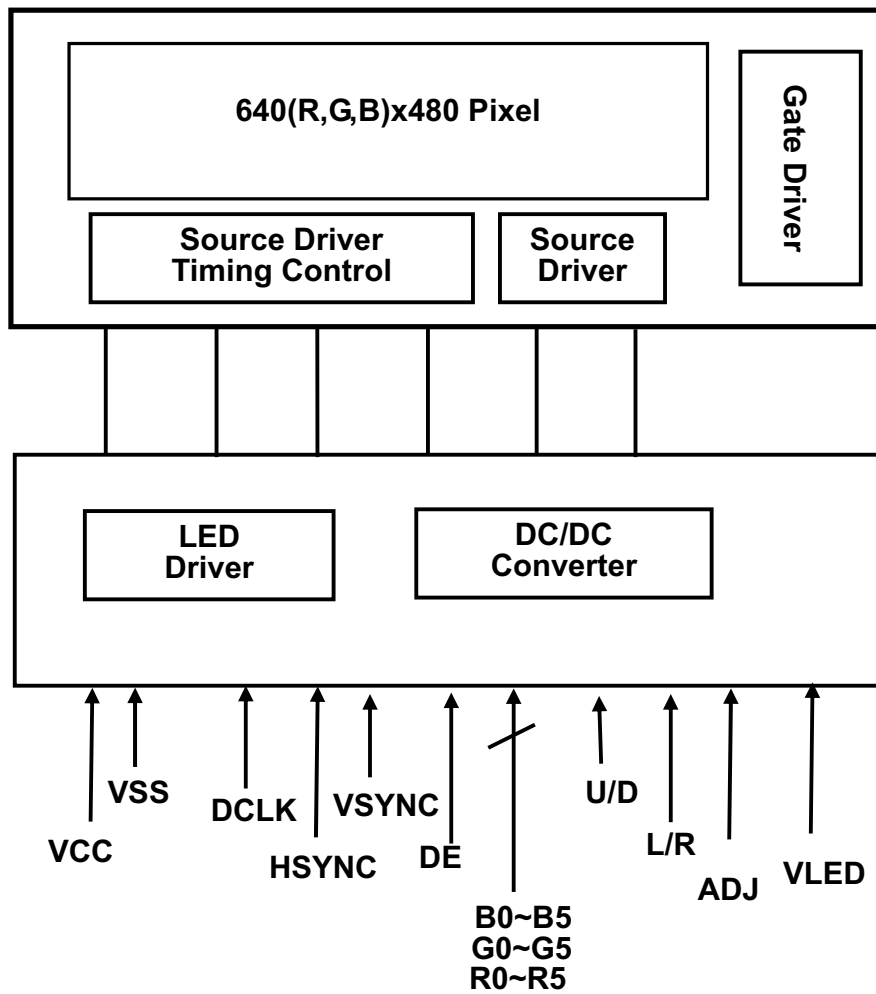 640(R,G,B)x480 Pixel
Gate Driver
Source Driver
Timing Control
Source
Driver
LED
Driver
DC/DC
Converter
VCC
VSS
DCLK
HSYNC
VSYNC
DE
B0~B5
G0~G5
R0~R5
U/D
L/R
ADJ
VLED